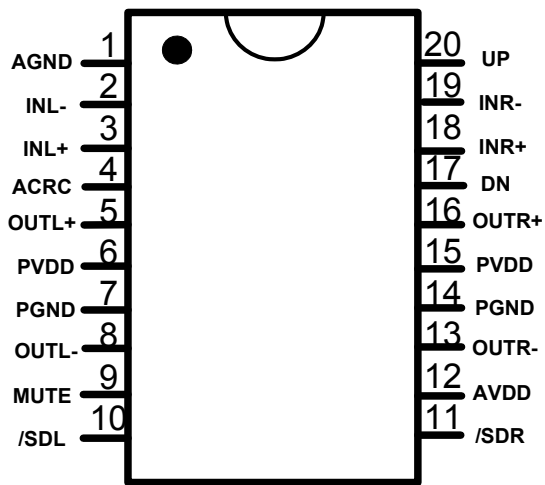 AGND 1 20 UP
INL- 2 19 INR-
INL+ 3 18 INR+
ACRC 4 17 DN
OUTL+ 5 16 OUTR+
PVDD 6 15 PVDD
PGND 7 14 PGND
OUTL- 8 13 OUTR-
MUTE 9 12 AVDD
/SDL 10 11 /SDR